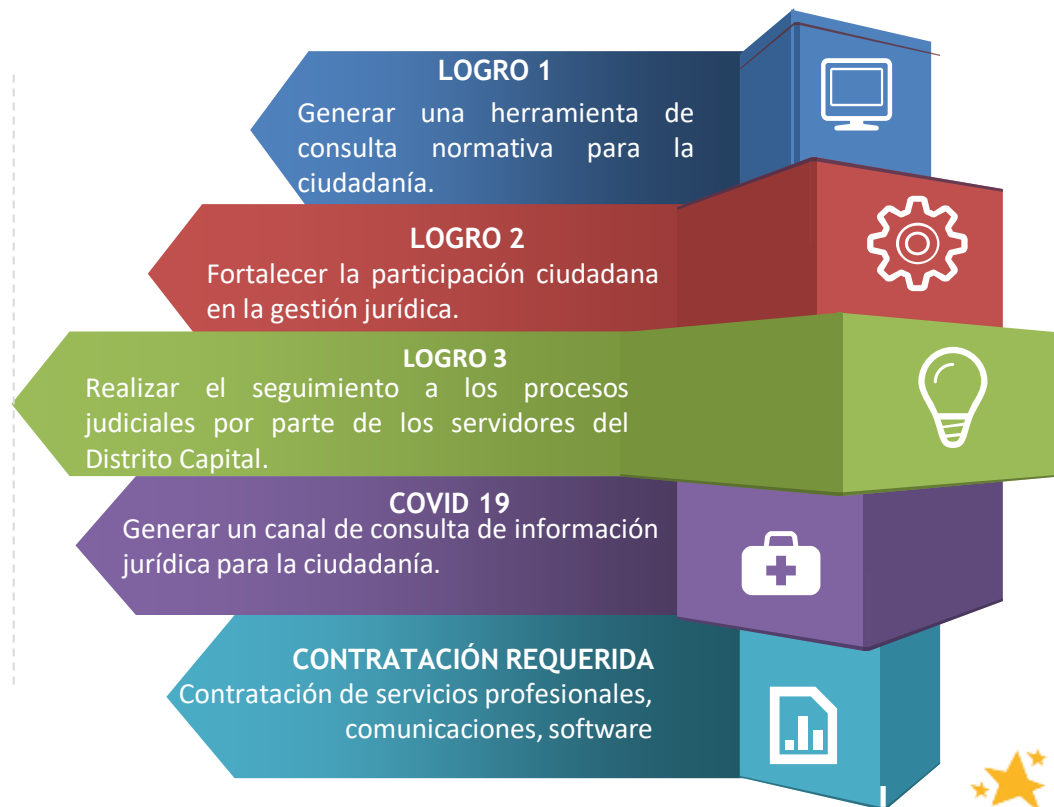 LOGRO 1
Generar una herramienta de
consulta normativa para la
ciudadanía.
LOGRO 2
Fortalecer la participación ciudadana
en la gestión jurídica.
LOGRO 3
Realizar el seguimiento a los procesos
judiciales por parte de los servidores del
Distrito Capital.
COVID 19
Generar un canal de consulta de información
jurídica para la ciudadanía.
CONTRATACIÓN REQUERIDA
Contratación de servicios profesionales,
comunicaciones, software